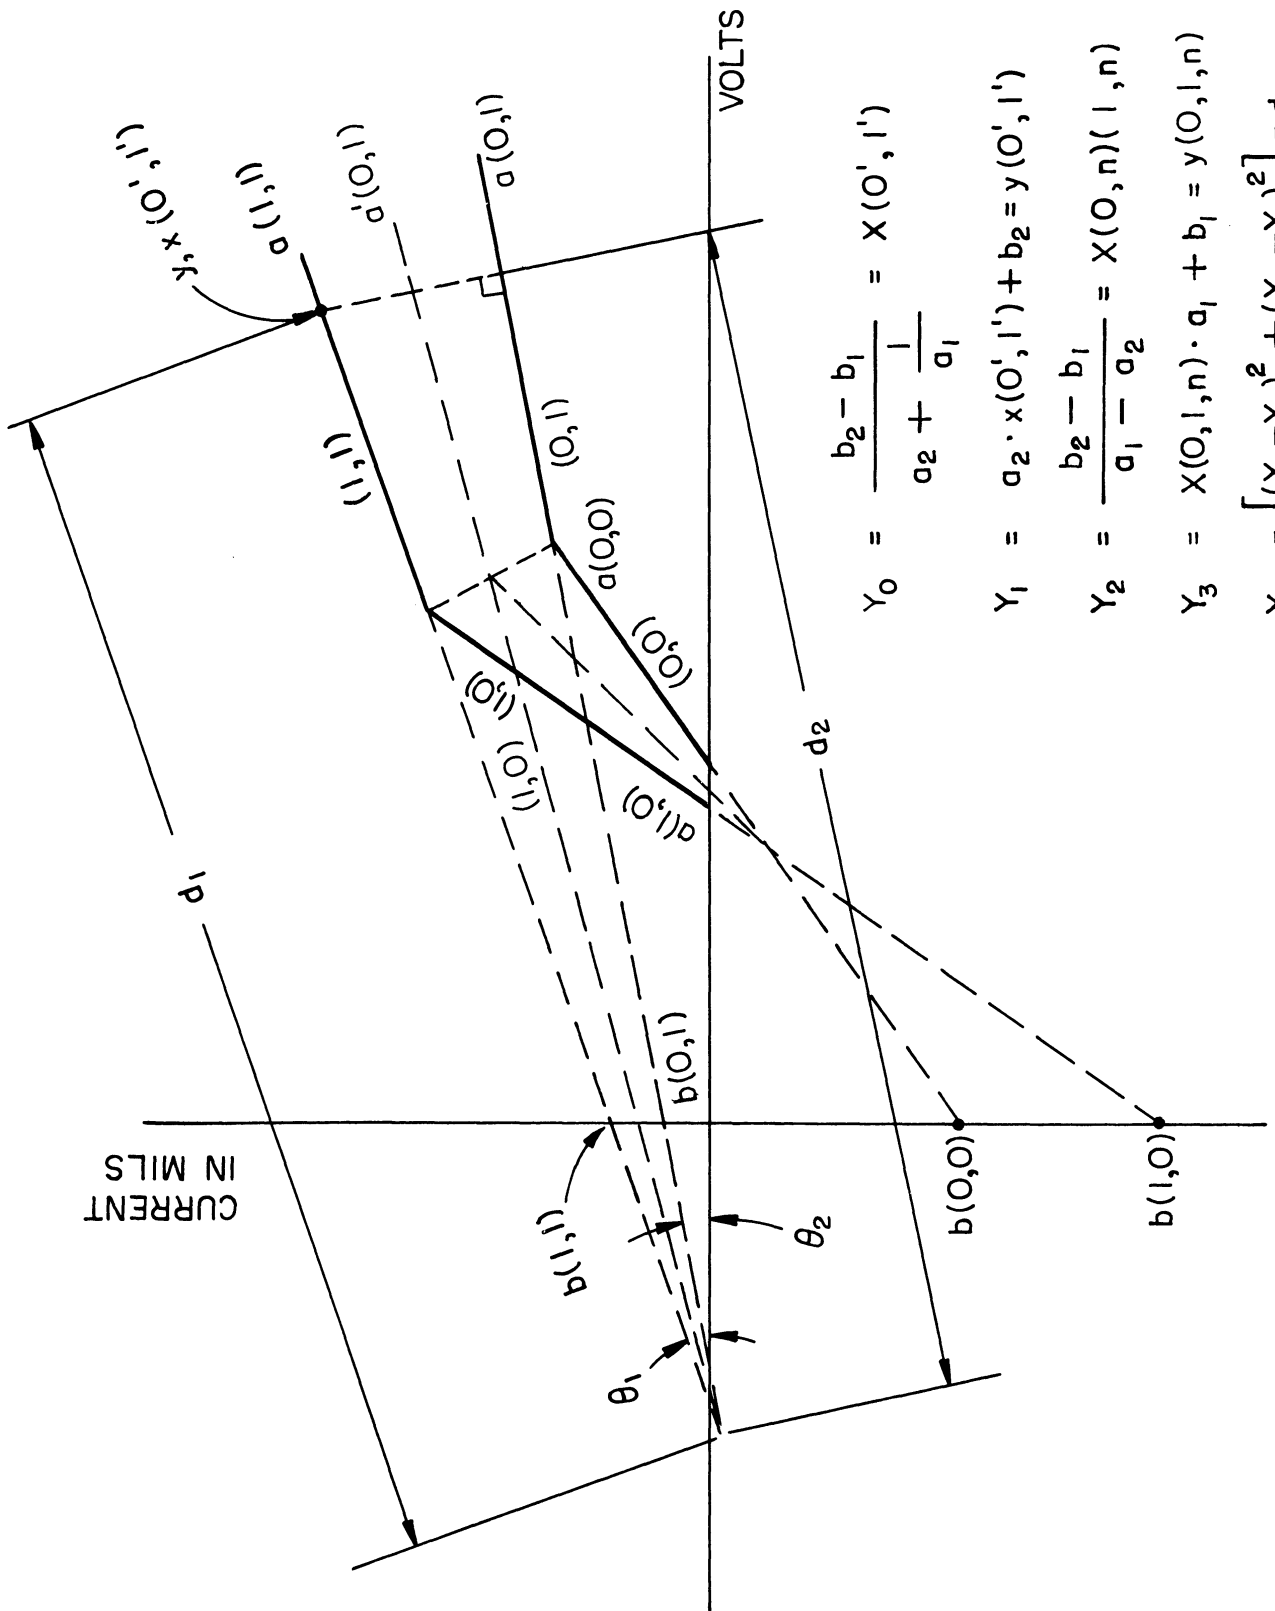 CURRENT
IN MILS
VOLTS
d₁
d₂
θ₁
θ₂
b(1,1)
b(0,1)
b(0,0)
b(1,0)
a(1,0)
(1,0)
(1,0)
(1,1)
(0,0)
a(0,0)
(0,1)
y,x(0',1')
a(1,1)
a'(0,1)
a(0,1)
Y₀ = (b₂ − b₁) / (a₂ + 1/a₁) = X(0',1')
Y₁ = a₂ · x(0',1') + b₂ = y(0',1')
Y₂ = (b₂ − b₁) / (a₁ − a₂) = X(0,n)(1,n)
Y₃ = X(0,1,n) · a₁ + b₁ = y(0,1,n)